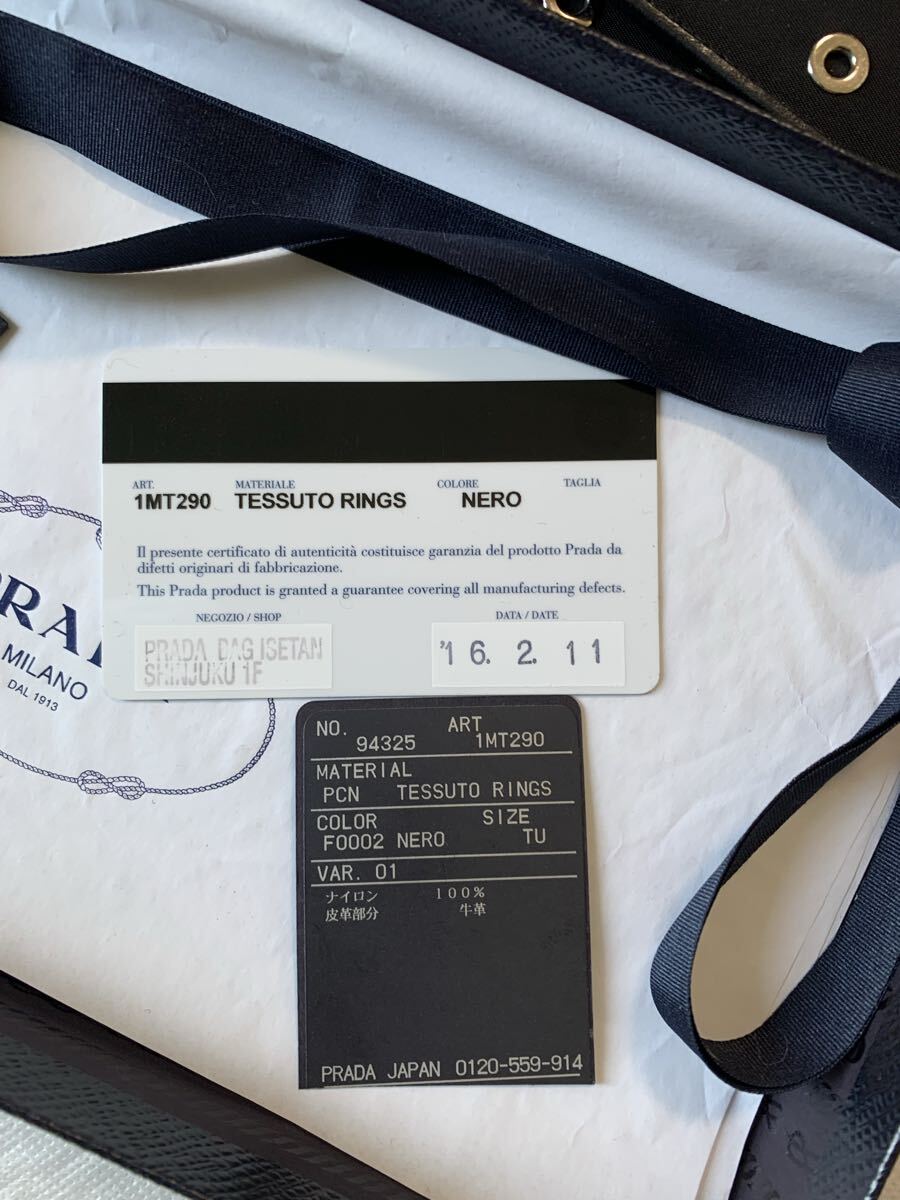 ART. MATERIALE COLORE TAGLIA
1MT290 TESSUTO RINGS NERO
Il presente certificato di autenticità costituisce garanzia del prodotto Prada da
difetti originari di fabbricazione.
This Prada product is granted a guarantee covering all manufacturing defects.
NEGOZIO / SHOP DATA / DATE
PRADA DAG ISETAN
SHINJUKU 1F
'16. 2. 11
MILANO
DAL 1913
NO. ART
94325 1MT290
MATERIAL
PCN TESSUTO RINGS
COLOR SIZE
F0002 NERO TU
VAR. 01
ナイロン 100%
皮革部分 牛革
PRADA JAPAN 0120-559-914